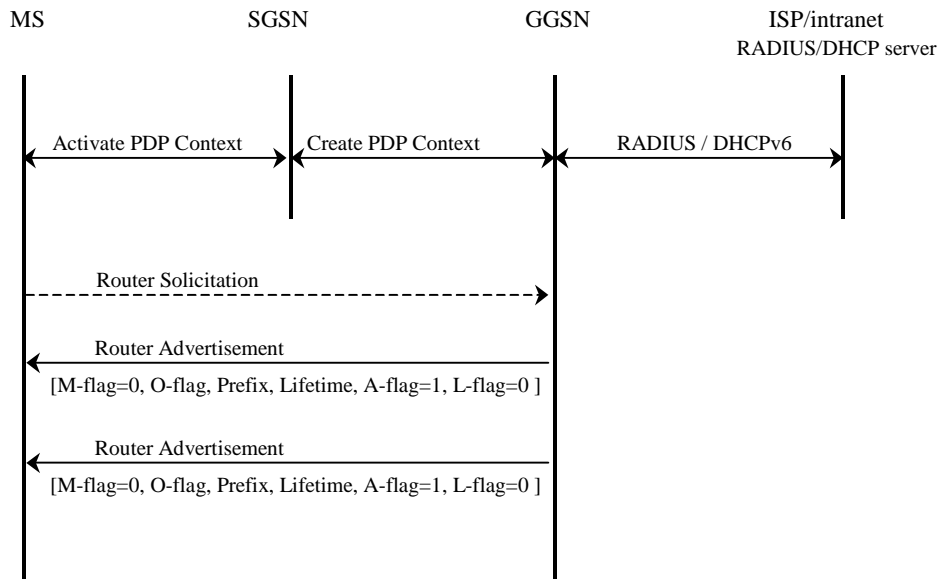 MS
SGSN
GGSN
ISP/intranet
RADIUS/DHCP server
Activate PDP Context
Create PDP Context
RADIUS / DHCPv6
Router Solicitation
Router Advertisement
[M-flag=0, O-flag, Prefix, Lifetime, A-flag=1, L-flag=0 ]
Router Advertisement
[M-flag=0, O-flag, Prefix, Lifetime, A-flag=1, L-flag=0 ]